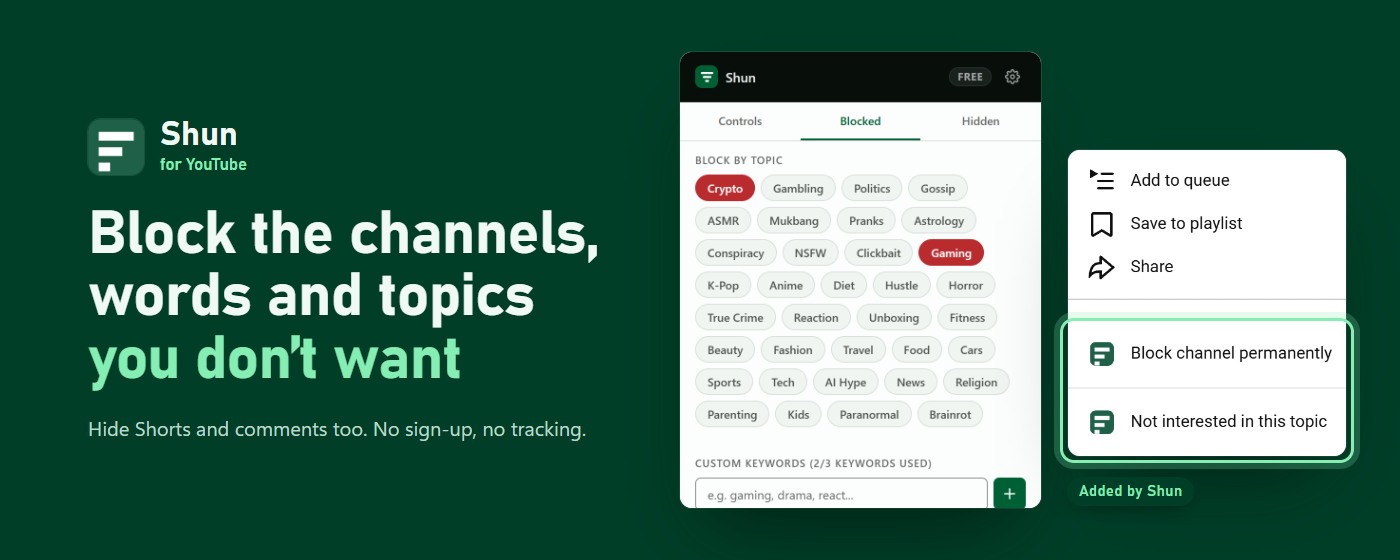 Shun
for YouTube
Block the channels,
words and topics
you don't want
Hide Shorts and comments too. No sign-up, no tracking.
Shun
FREE
Controls
Blocked
Hidden
BLOCK BY TOPIC
Crypto
Gambling
Politics
Gossip
ASMR
Mukbang
Pranks
Astrology
Conspiracy
NSFW
Clickbait
Gaming
K-Pop
Anime
Diet
Hustle
Horror
True Crime
Reaction
Unboxing
Fitness
Beauty
Fashion
Travel
Food
Cars
Sports
Tech
AI Hype
News
Religion
Parenting
Kids
Paranormal
Brainrot
CUSTOM KEYWORDS (2/3 KEYWORDS USED)
e.g. gaming, drama, react...
+
Add to queue
Save to playlist
Share
Block channel permanently
Not interested in this topic
Added by Shun